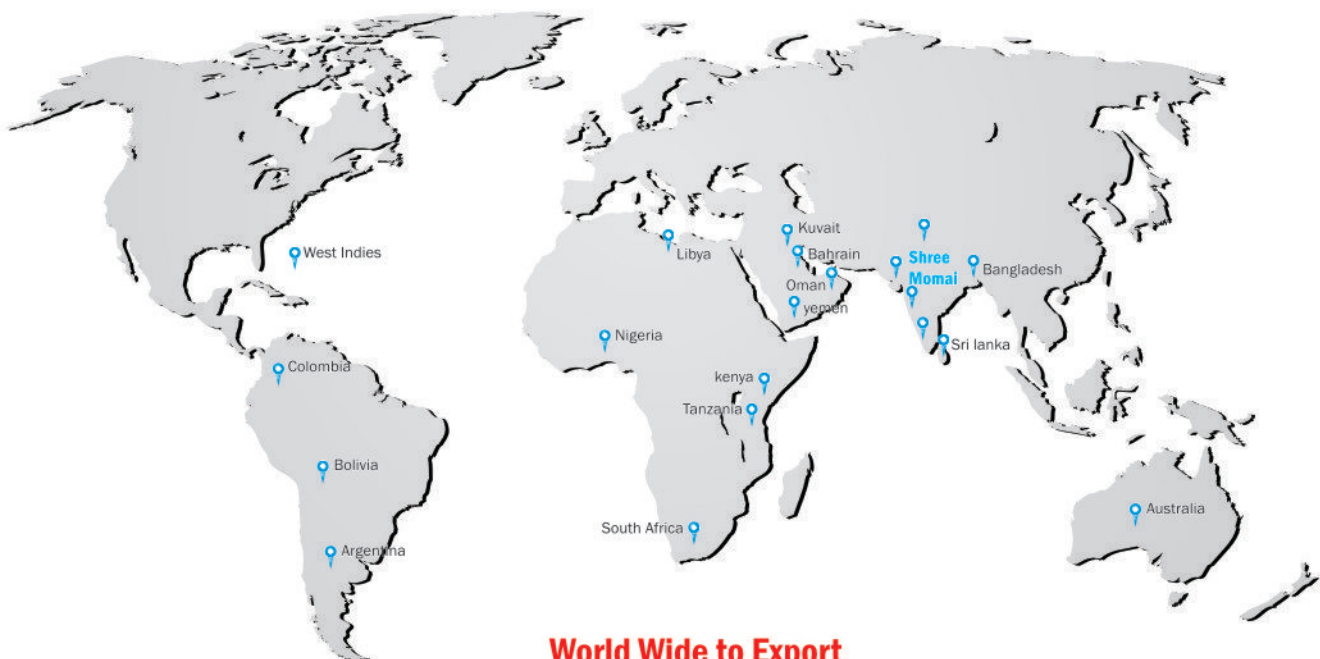 Kuvait
West Indies
Libya
Bahrain
Shree
Momai
Bangladesh
Oman
yemen
Nigeria
Sri lanka
Colombia
kenya
Tanzania
Bolivia
Australia
South Africa
Argentina
World Wide to Export